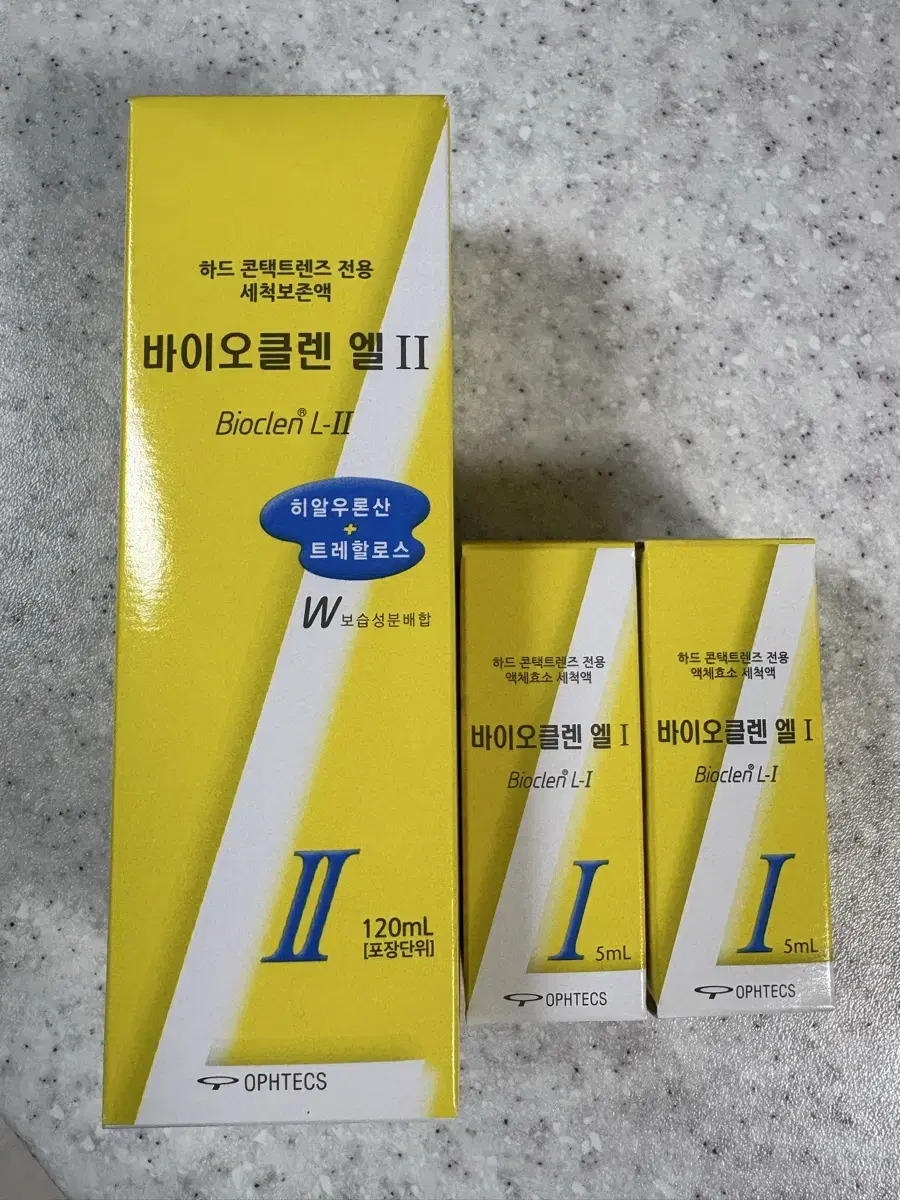 하드 콘택트렌즈 전용
세척보존액
바이오클렌 엘 II
Bioclen® L-II
히알우론산
+
트레할로스
W 보습성분배합
II
120mL
[포장단위]
OPHTECS
하드 콘택트렌즈 전용
액체효소 세척액
바이오클렌 엘 I
Bioclen® L-I
I
5mL
OPHTECS
하드 콘택트렌즈 전용
액체효소 세척액
바이오클렌 엘 I
Bioclen® L-I
I
5mL
OPHTECS